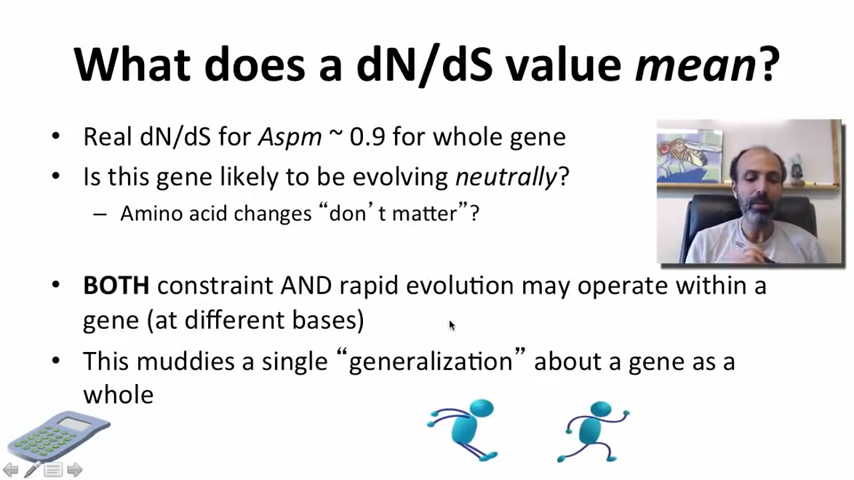 What does a dN/dS value mean?
• Real dN/dS for Aspm ~ 0.9 for whole gene
• Is this gene likely to be evolving neutrally?
– Amino acid changes “don’t matter”?
• BOTH constraint AND rapid evolution may operate within a
gene (at different bases)
• This muddies a single “generalization” about a gene as a
whole